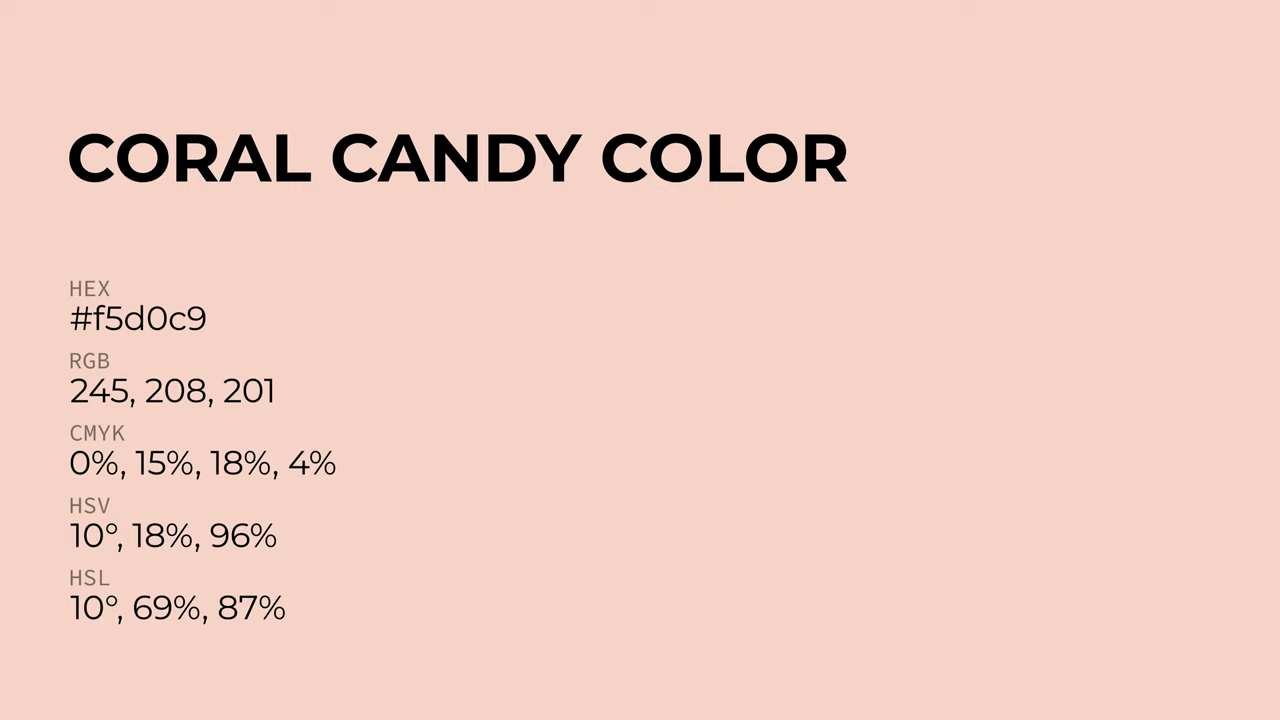 CORAL CANDY COLOR
HEX
#f5d0c9
RGB
245, 208, 201
CMYK
0%, 15%, 18%, 4%
HSV
10°, 18%, 96%
HSL
10°, 69%, 87%